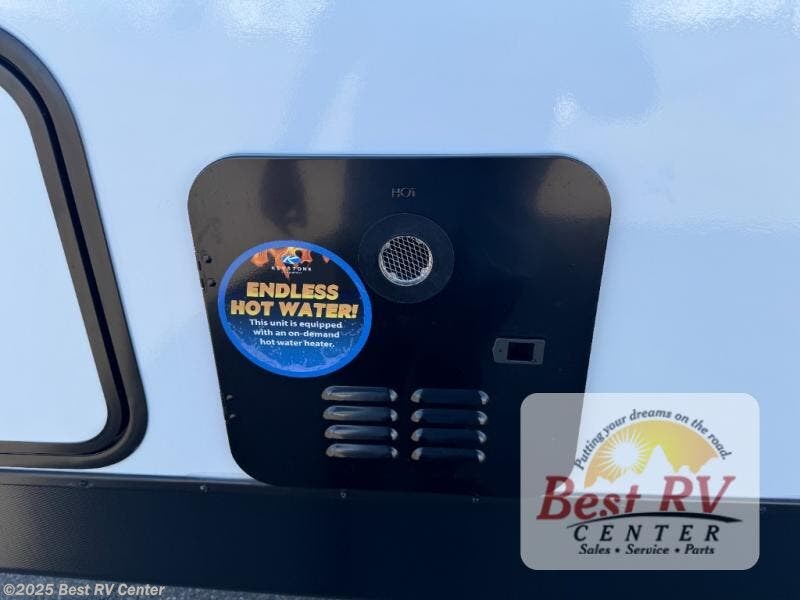 HOT
KEYSTONE
ENDLESS
HOT WATER!
This unit is equipped
with an on-demand
hot water heater.
Putting your dreams on the road.
Best RV
CENTER
Sales • Service • Parts
©2025 Best RV Center